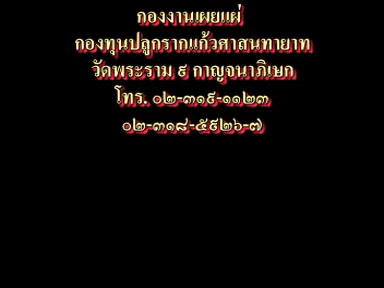 กองงานเผยแผ่
กองทุนปลูกรากแก้วศาสนทายาท
วัดพระราม ๙ กาญจนาภิเษก
โทร. ๐๒-๓๑๙-๑๑๒๓
๐๒-๓๑๘-๕๙๒๖-๗